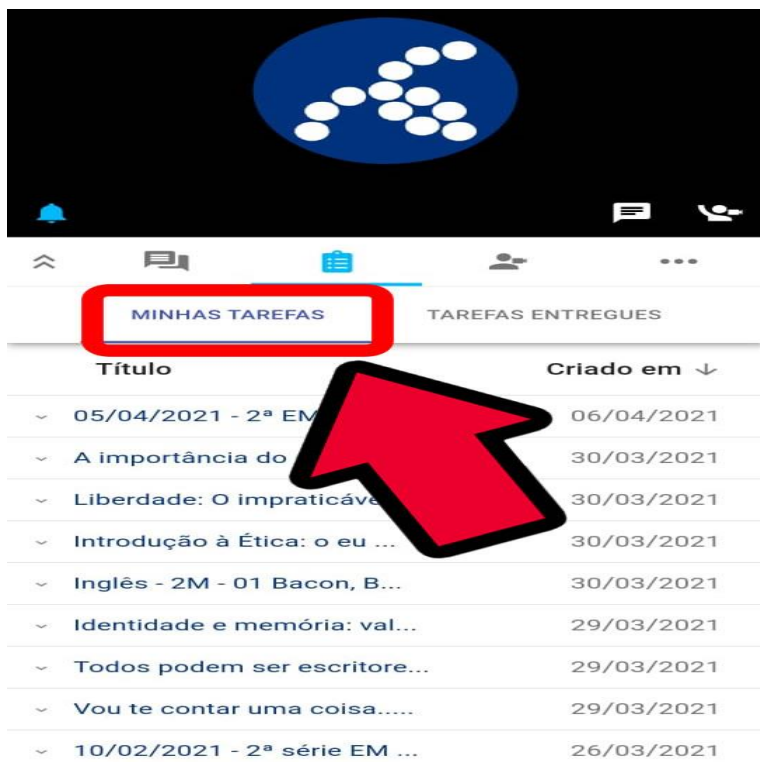 MINHAS TAREFAS TAREFAS ENTREGUES
Título Criado em
05/04/2021 - 2ª EM 06/04/2021
A importância do 30/03/2021
Liberdade: O 30/03/2021
Introdução à Ética: o eu ... 30/03/2021
Inglês - 2M - 01 Bacon, B... 30/03/2021
Identidade e memória: val... 29/03/2021
Todos podem ser escritore... 29/03/2021
Vou te contar uma coisa..... 29/03/2021
10/02/2021 - 2ª série EM ... 26/03/2021